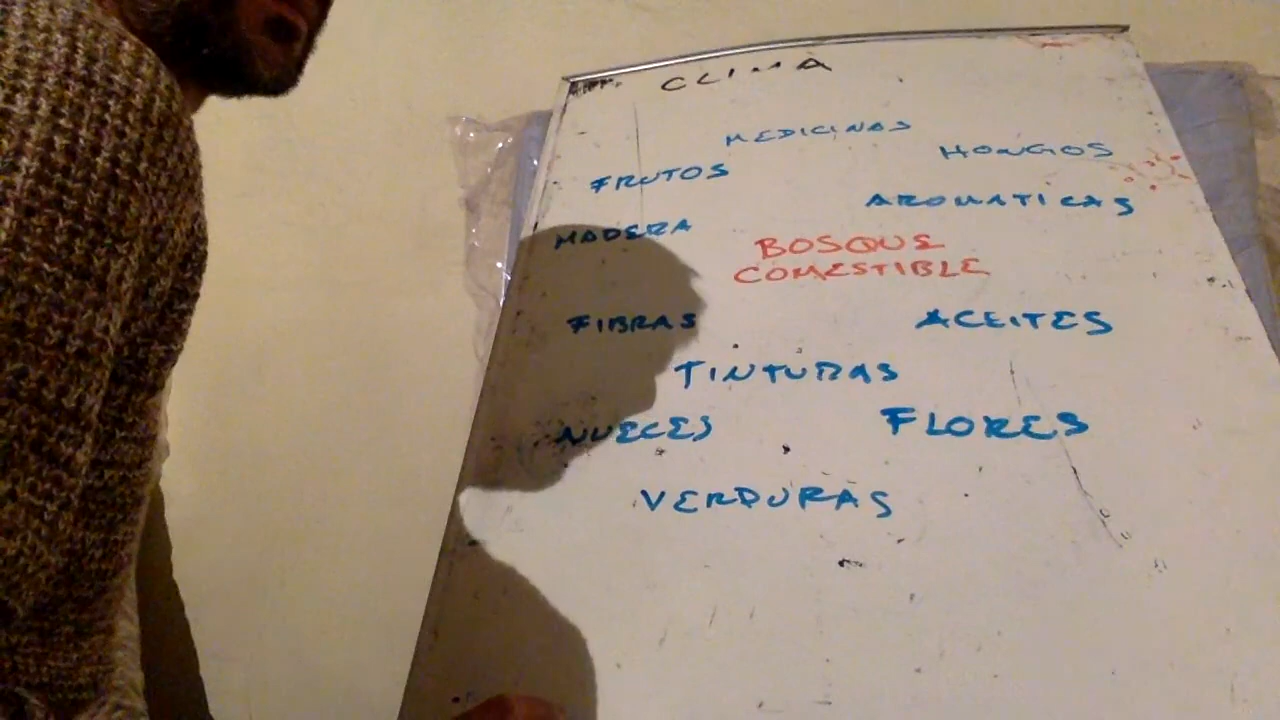 CLIMA
MEDICINAS
HONGOS
FRUTOS
AROMATICAS
MADERA
BOSQUE
COMESTIBLE
FIBRAS
ACEITES
TINTURAS
NUECES
FLORES
VERDURAS